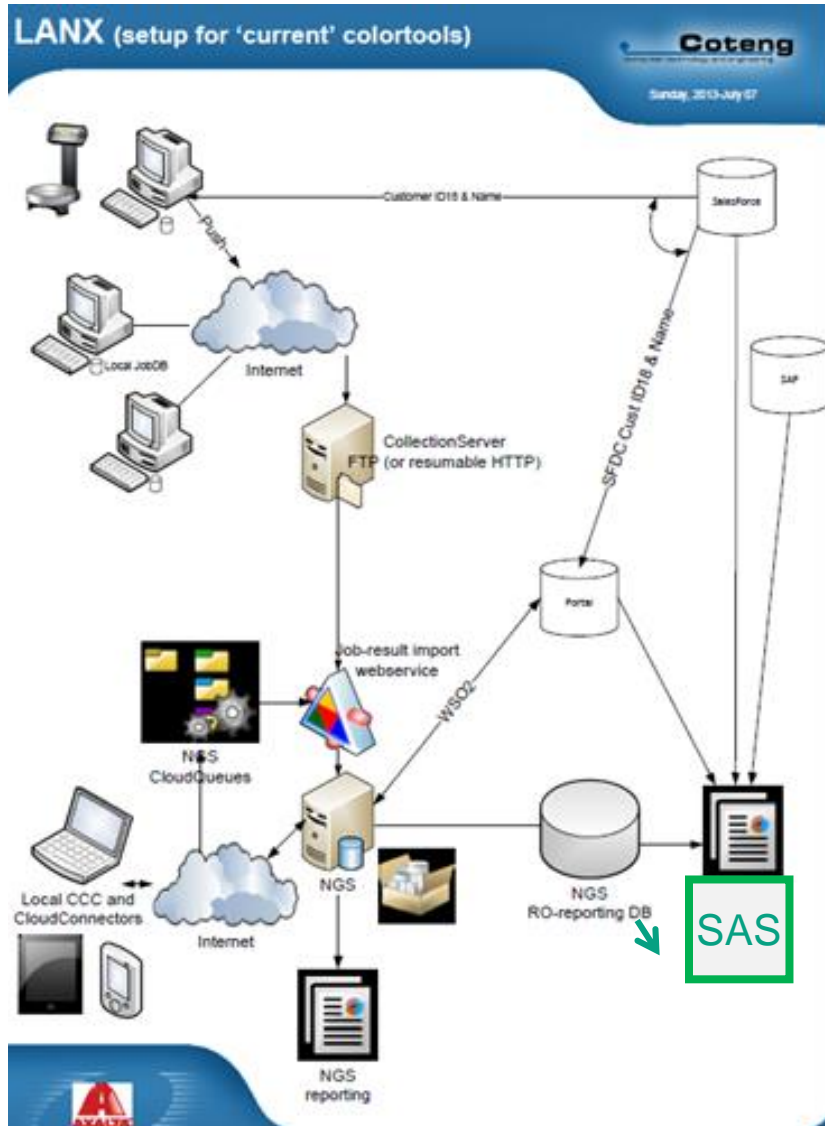 LANX (setup for 'current' colortools)
Coteng
Sunday, 2013-July 07
Customer ID18 & Name
SalesForce
Push
Local JobDB
Internet
SAP
CollectionServer
FTP (or resumable HTTP)
SFDC Cust ID18 & Name
Portal
Job-result import
webservice
WSO2
NGS
CloudQueues
Local CCC and
CloudConnectors
Internet
NGS
NGS
RO-reporting DB
SAS
NGS
reporting
AXALTA